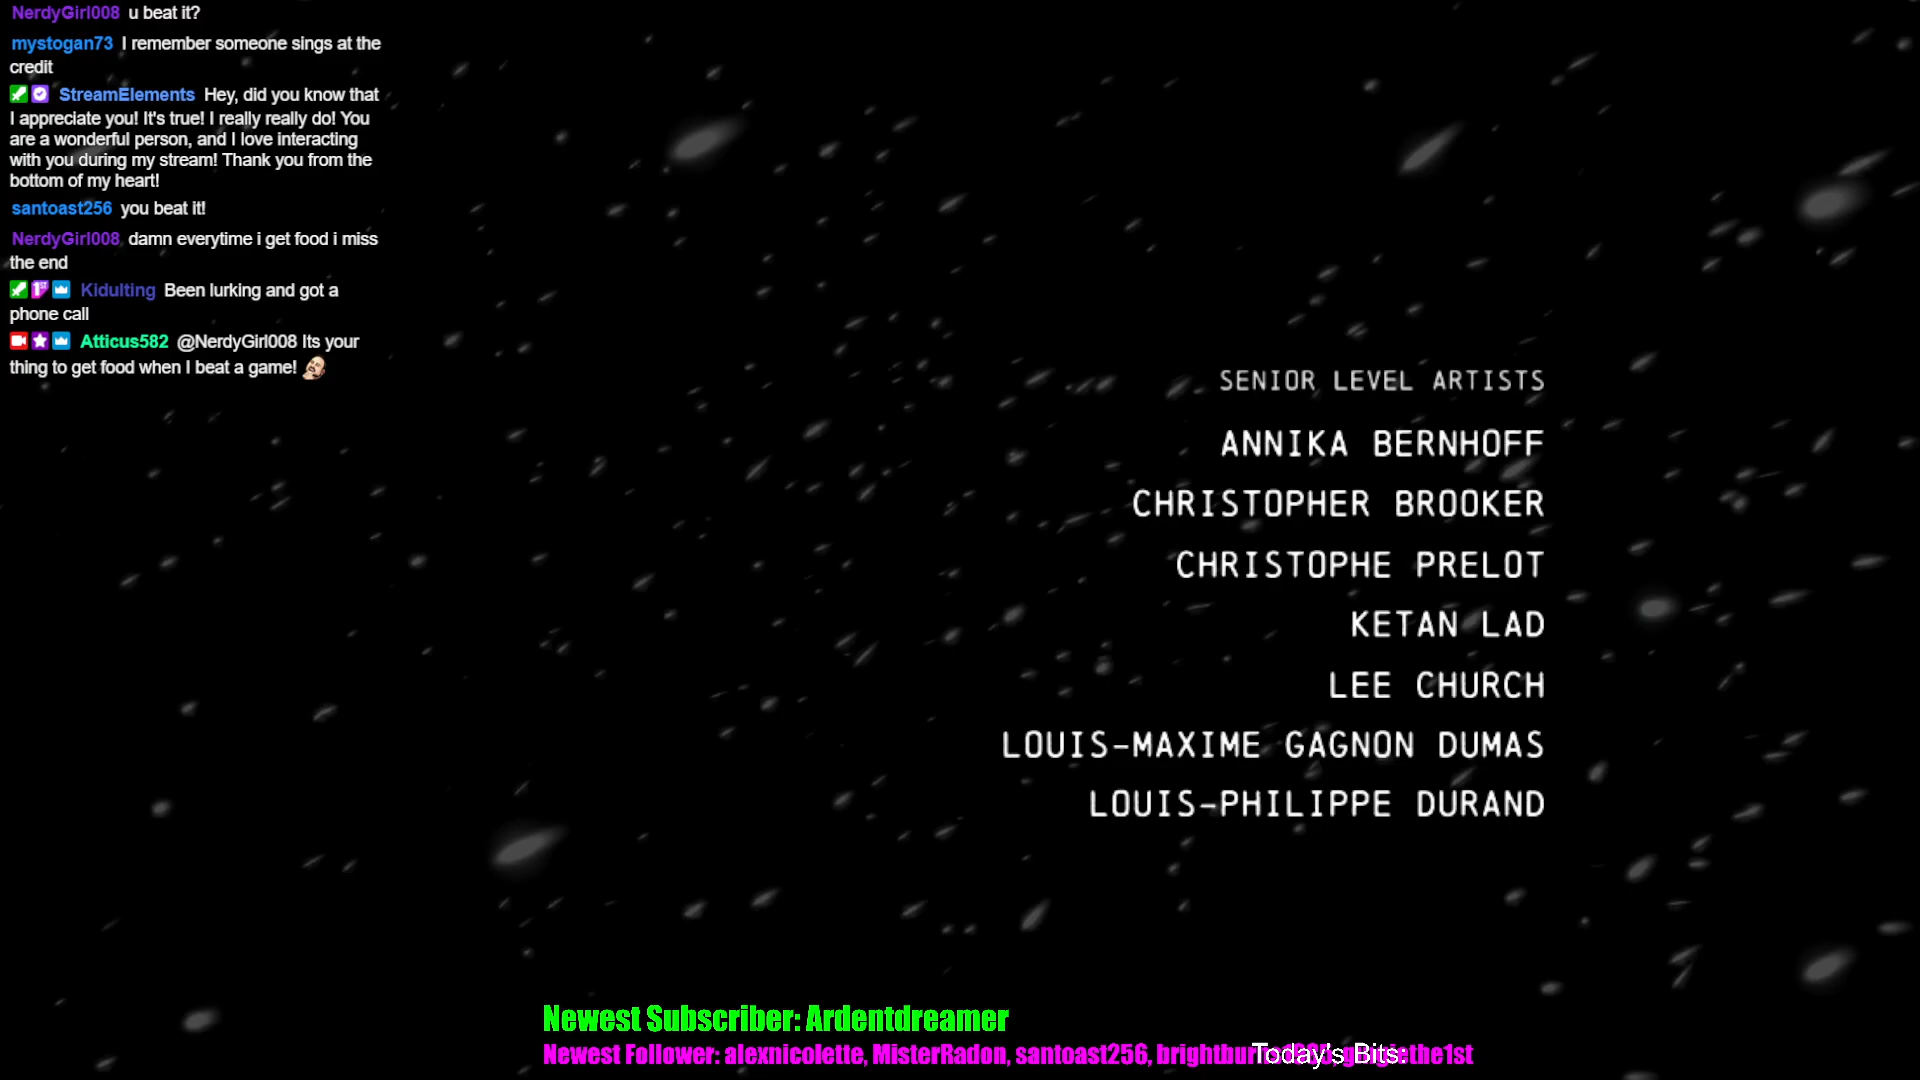 NerdyGirl008 u beat it?
mystogan73 I remember someone sings at the
credit
StreamElements Hey, did you know that
I appreciate you! It's true! I really really do! You
are a wonderful person, and I love interacting
with you during my stream! Thank you from the
bottom of my heart!
santoast256 you beat it!
NerdyGirl008 damn everytime i get food i miss
the end
Kidulting Been lurking and got a
phone call
Atticus582 @NerdyGirl008 Its your
thing to get food when I beat a game!
SENIOR LEVEL ARTISTS
ANNIKA BERNHOFF
CHRISTOPHER BROOKER
CHRISTOPHE PRELOT
KETAN LAD
LEE CHURCH
LOUIS-MAXIME GAGNON DUMAS
LOUIS-PHILIPPE DURAND
Newest Subscriber: Ardentdreamer
Newest Follower: alexnicolette, MisterRadon, santoast256,
Today's Bits: